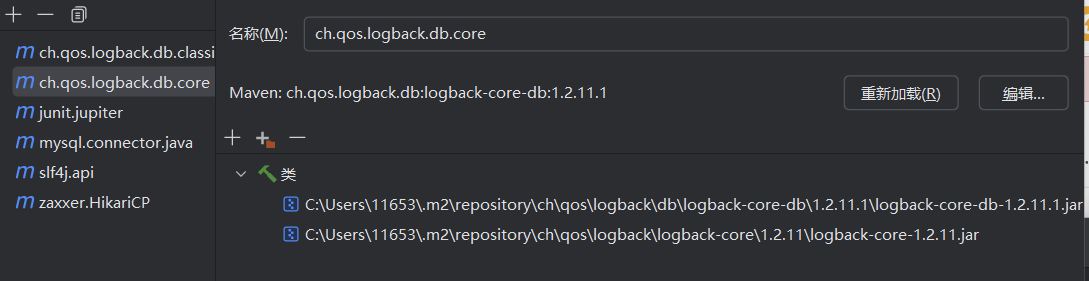 名称(M):
ch.qos.logback.db.core
ch.qos.logback.db.classi
ch.qos.logback.db.core
junit.jupiter
mysql.connector.java
slf4j.api
zaxxer.HikariCP
Maven: ch.qos.logback.db:logback-core-db:1.2.11.1
重新加载(R)
编辑...
类
C:\Users\11653\.m2\repository\ch\qos\logback\db\logback-core-db\1.2.11.1\logback-core-db-1.2.11.1.jar
C:\Users\11653\.m2\repository\ch\qos\logback\logback-core\1.2.11\logback-core-1.2.11.jar